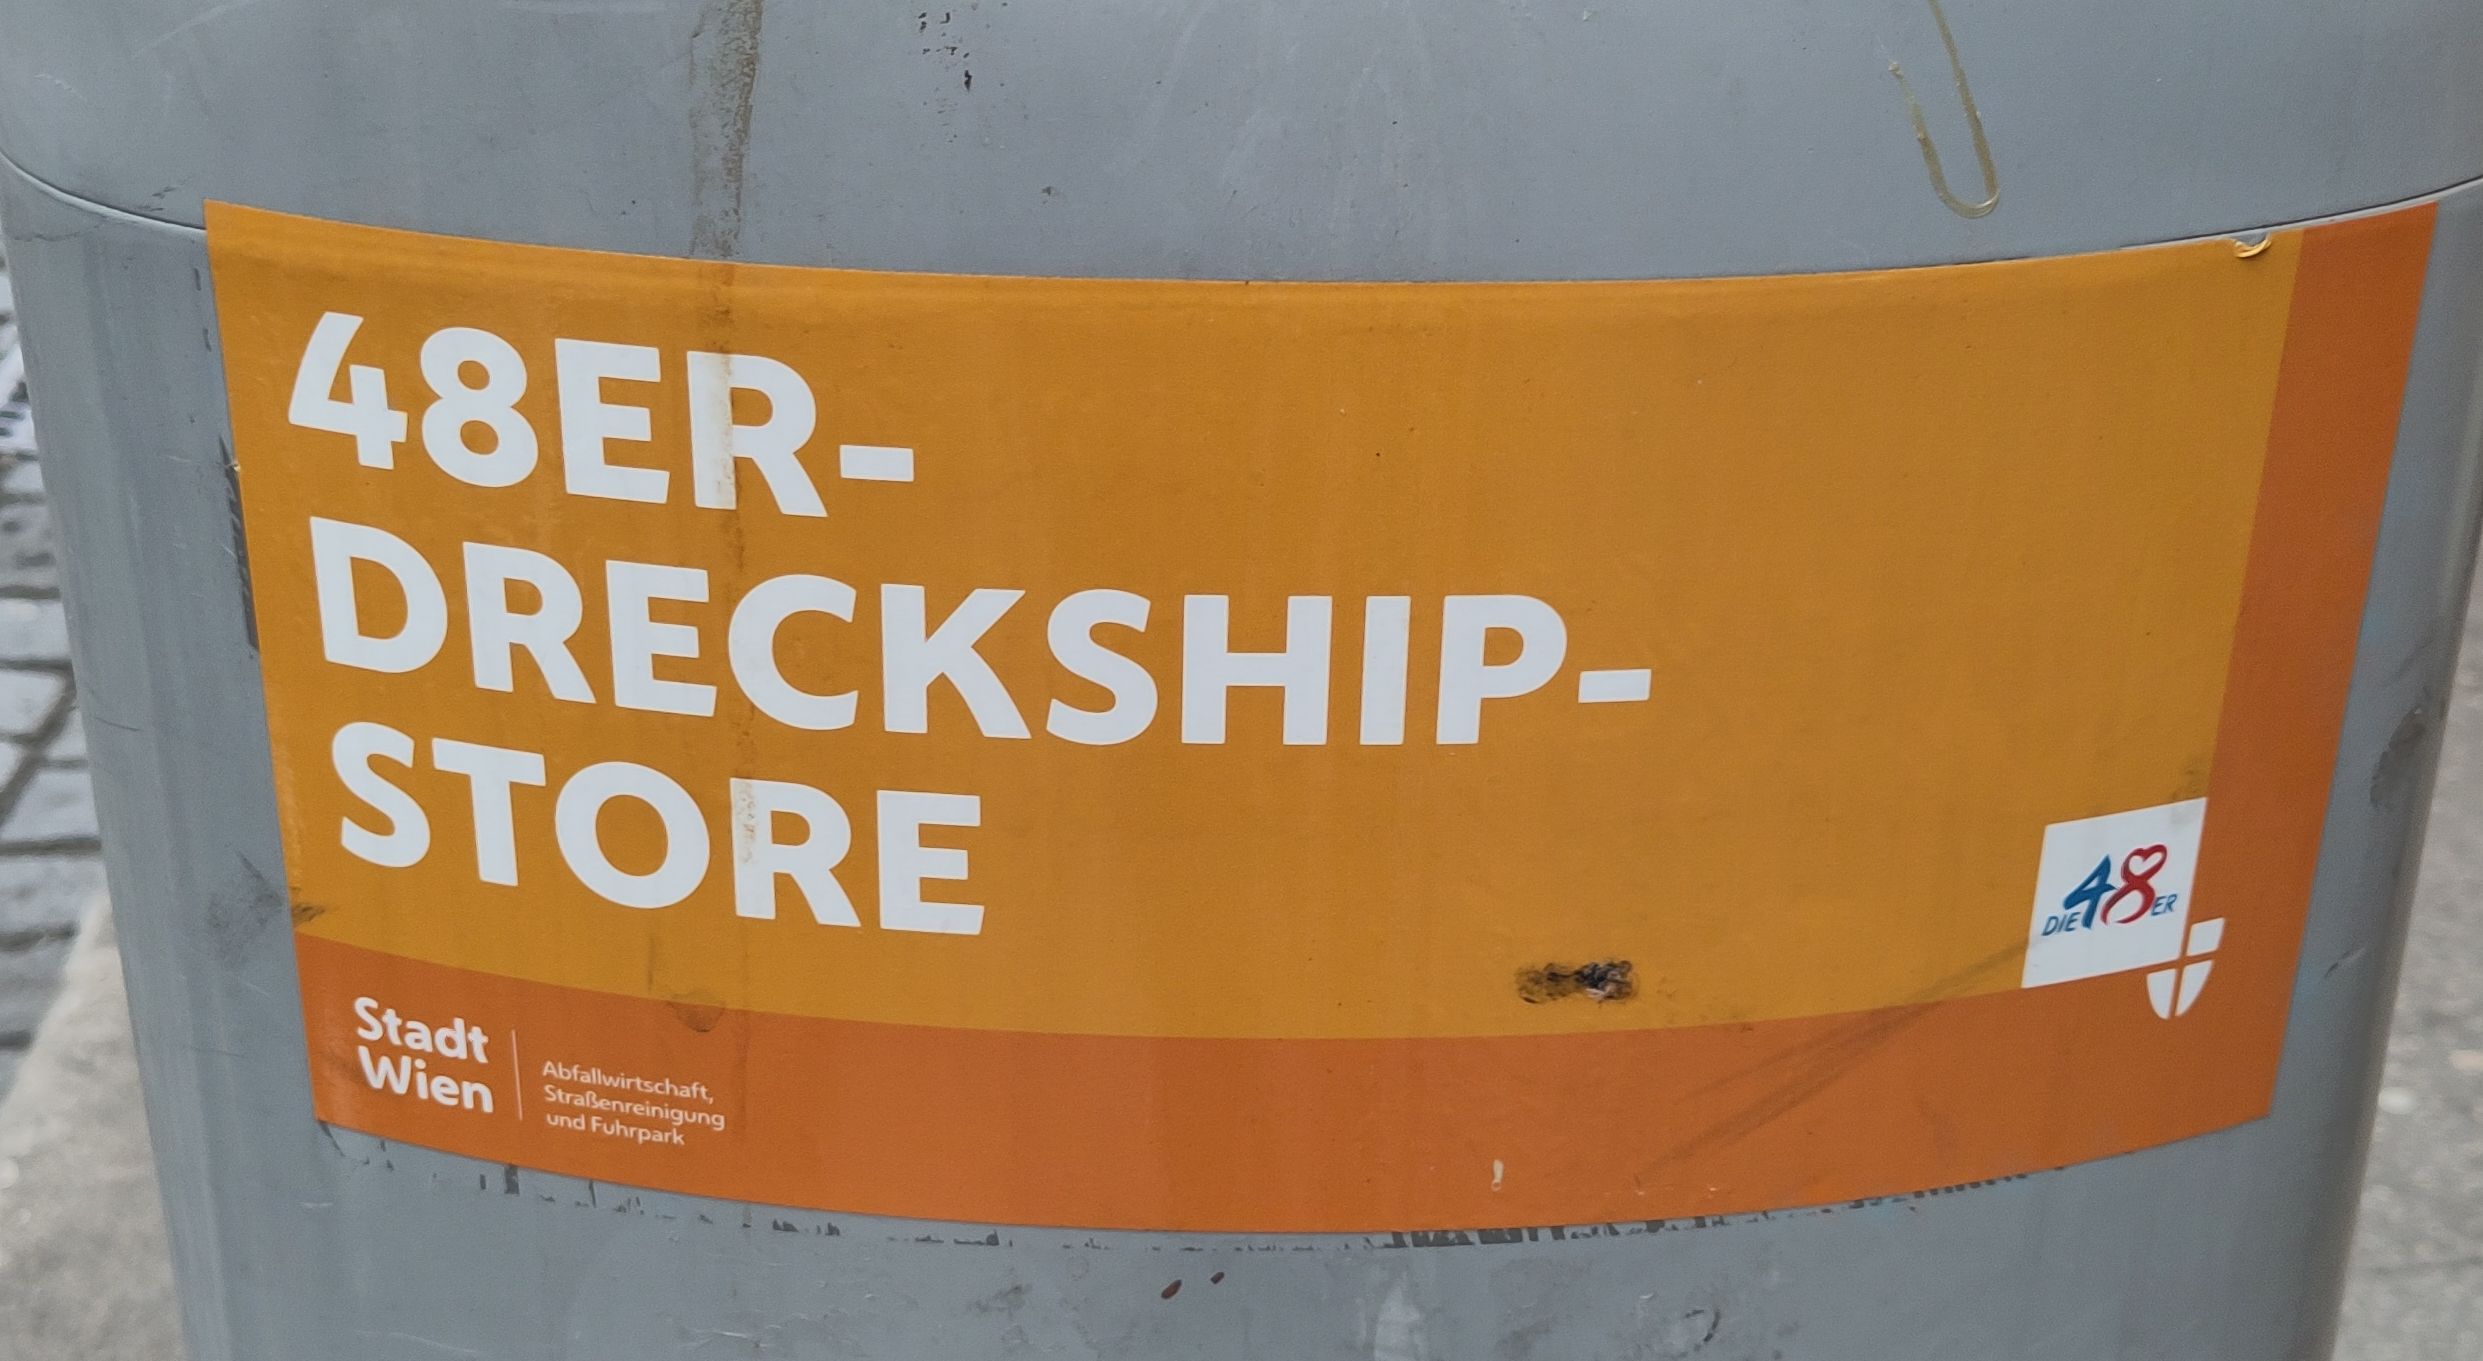 48ER-
DRECKSHIP-
STORE
DIE 48ER
Stadt
Wien
Abfallwirtschaft,
Straßenreinigung
und Fuhrpark